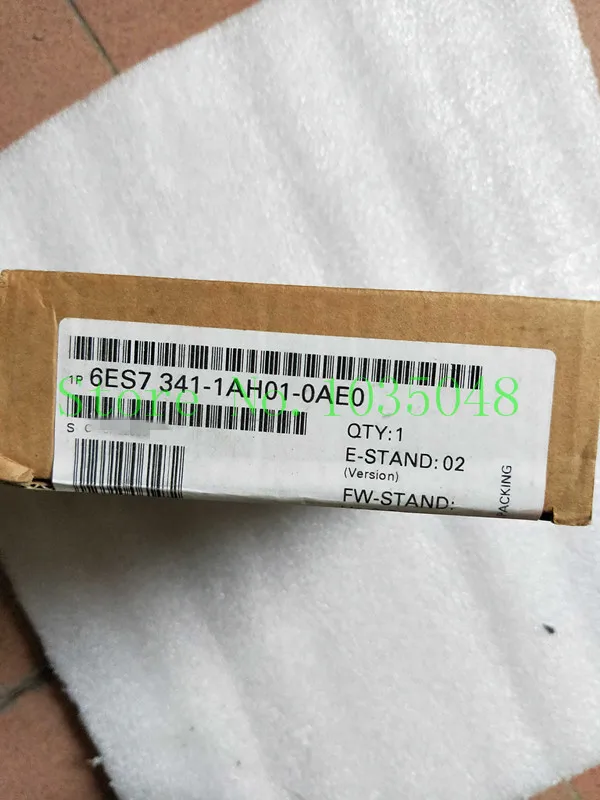 1P 6ES7 341-1AH01-0AE0
Store No. 1035048
S C
QTY:1
E-STAND: 02
(Version)
FW-STAND:
PACKING